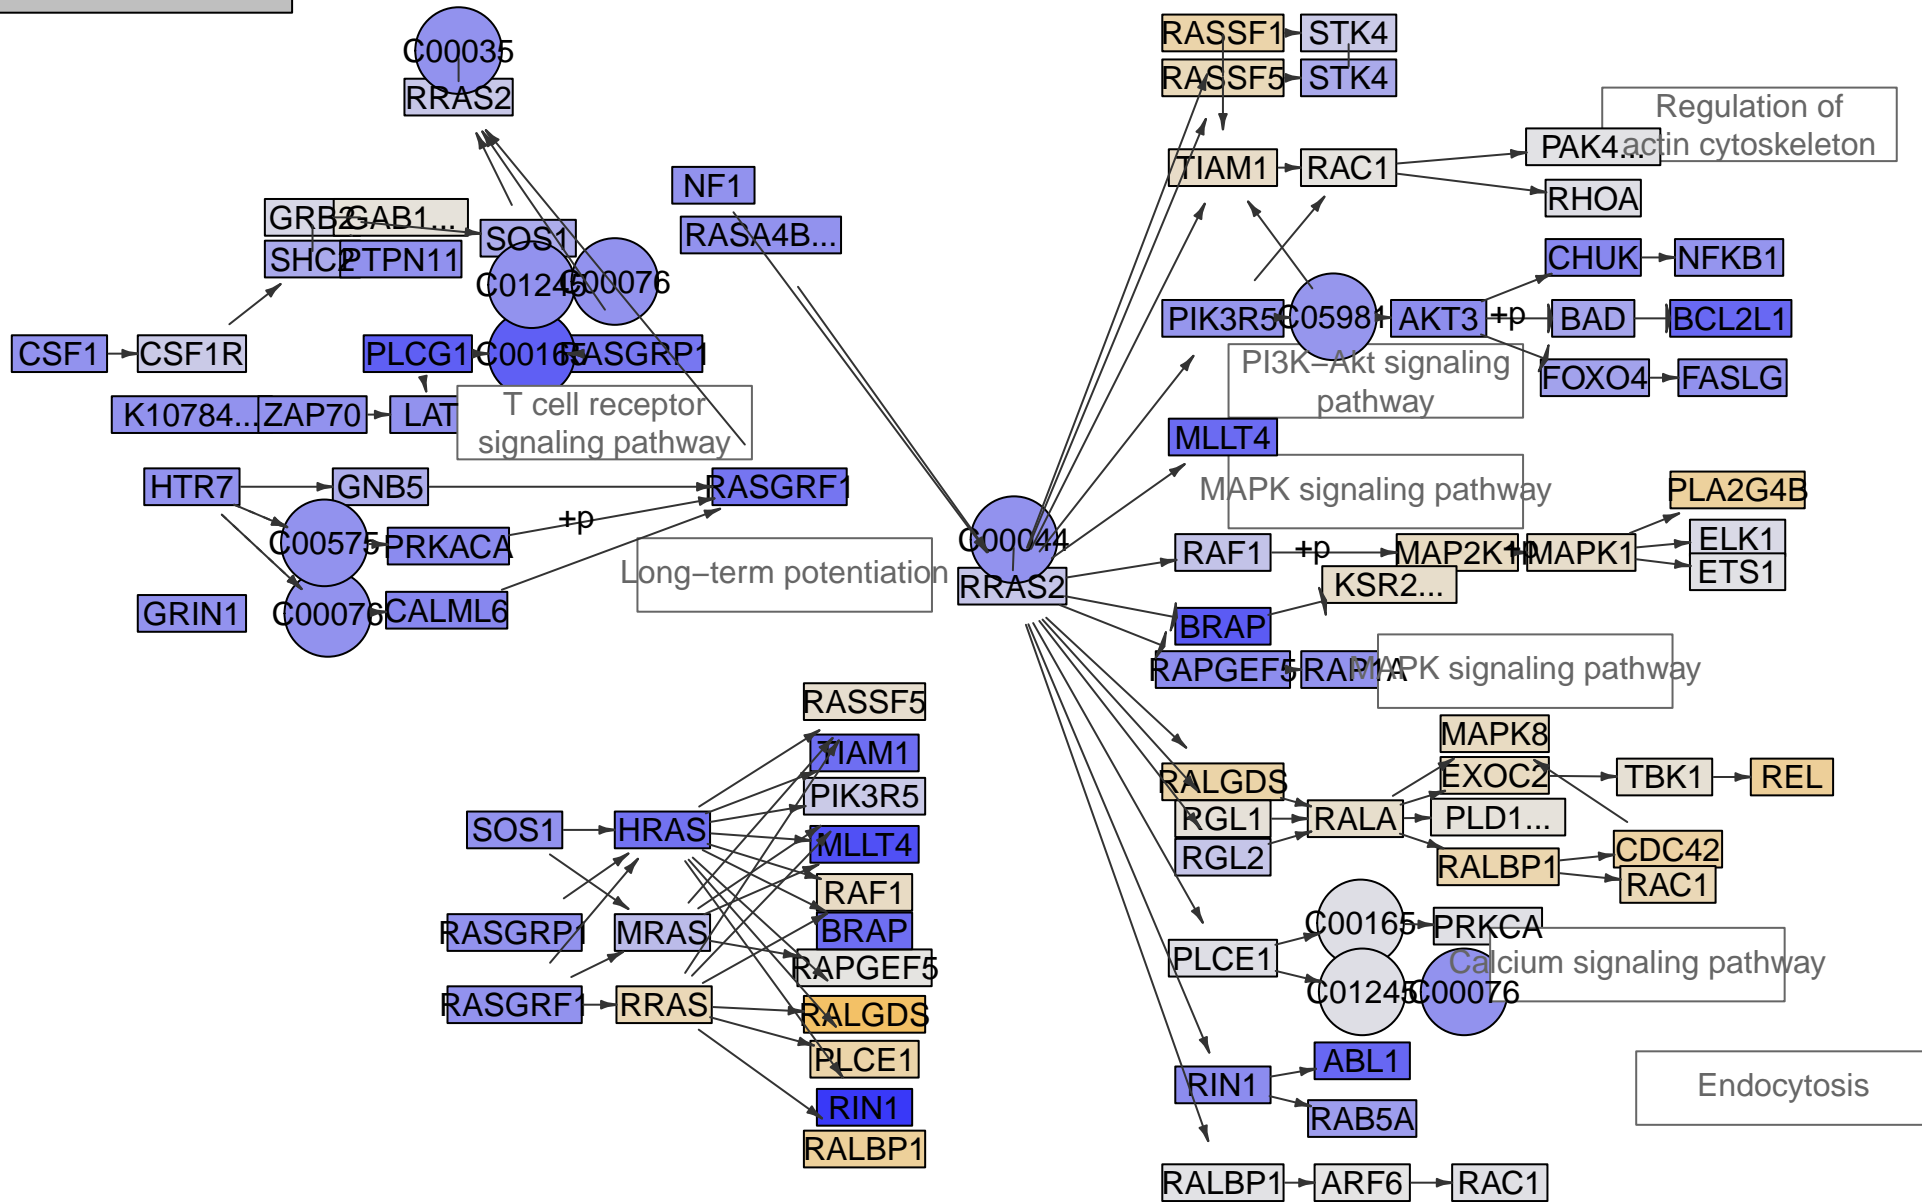 C00035
RRAS2
NF1
RASA4B...
GRB2
GAB1...
SHC2
PTPN11
SOS1
C01245
C00076
CSF1
CSF1R
PLCG1
C00165
RASGRP1
K10784...
ZAP70
LAT
T cell receptor
signaling pathway
HTR7
GNB5
RASGRF1
+p
C00575
PRKACA
Long−term potentiation
GRIN1
C00076
CALML6
C00044
RRAS2
RASSF1
STK4
RASSF5
STK4
Regulation of
actin cytoskeleton
PAK4...
TIAM1
RAC1
RHOA
CHUK
NFKB1
PIK3R5
C05981
AKT3
+p
BAD
BCL2L1
PI3K−Akt signaling
pathway
FOXO4
FASLG
MLLT4
MAPK signaling pathway
PLA2G4B
RAF1
+p
MAP2K1
+p
MAPK1
ELK1
ETS1
KSR2...
BRAP
RAPGEF5
RAP1A
MAPK signaling pathway
MAPK8
RALGDS
EXOC2
TBK1
REL
RGL1
RALA
PLD1...
RGL2
RALBP1
CDC42
RAC1
C00165
PRKCA
PLCE1
Calcium signaling pathway
C01245
C00076
ABL1
RIN1
RAB5A
Endocytosis
RALBP1
ARF6
RAC1
RASSF5
TIAM1
PIK3R5
SOS1
HRAS
MLLT4
RAF1
RASGRP1
MRAS
BRAP
RAPGEF5
RASGRF1
RRAS
RALGDS
PLCE1
RIN1
RALBP1